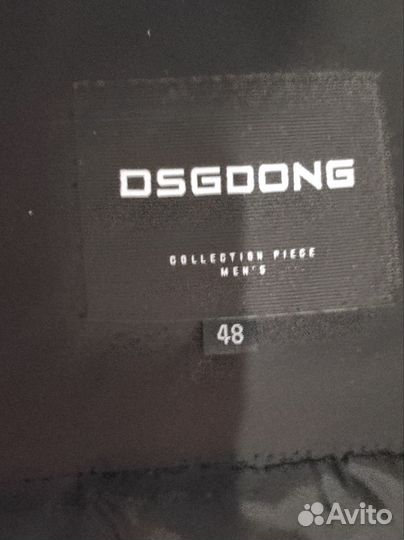 DSGDONG
COLLECTION PIECE
MEN'S
48
Avito